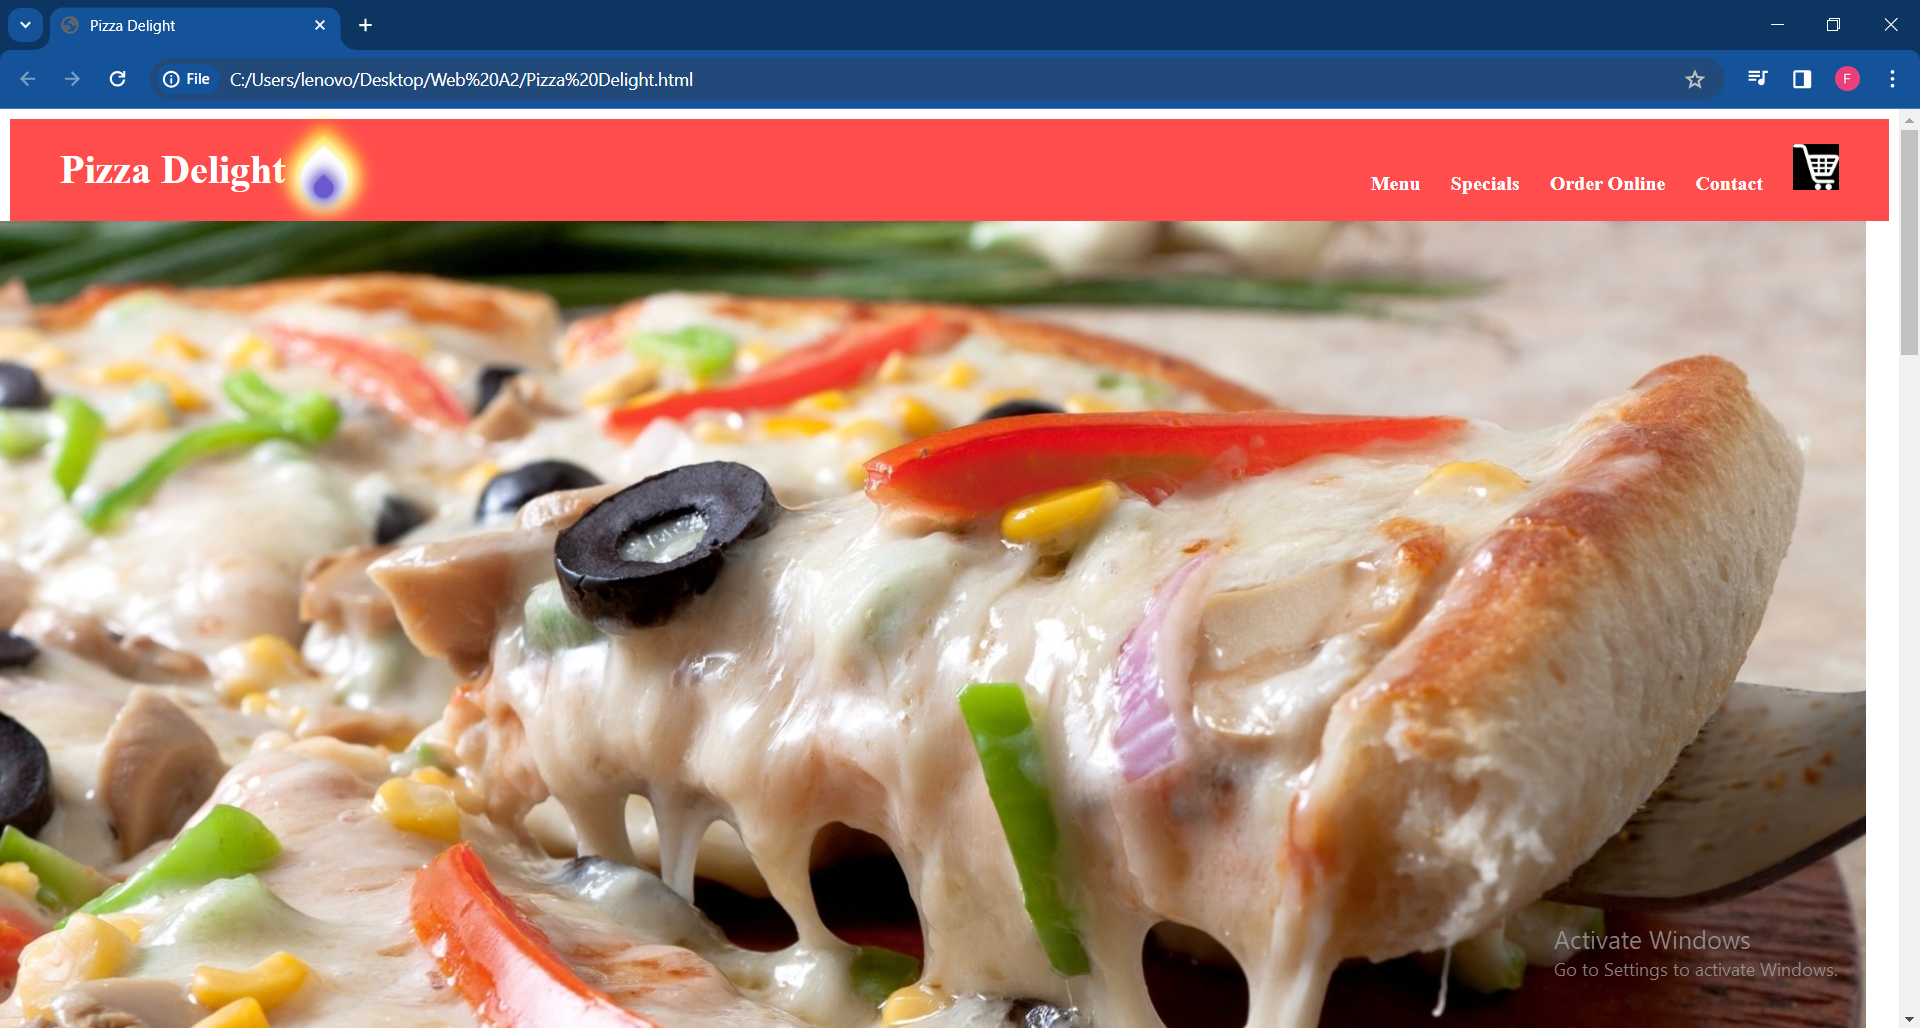 Pizza Delight
File C:/Users/lenovo/Desktop/Web%20A2/Pizza%20Delight.html
F
Pizza Delight
Menu Specials Order Online Contact
Activate Windows
Go to Settings to activate Windows.